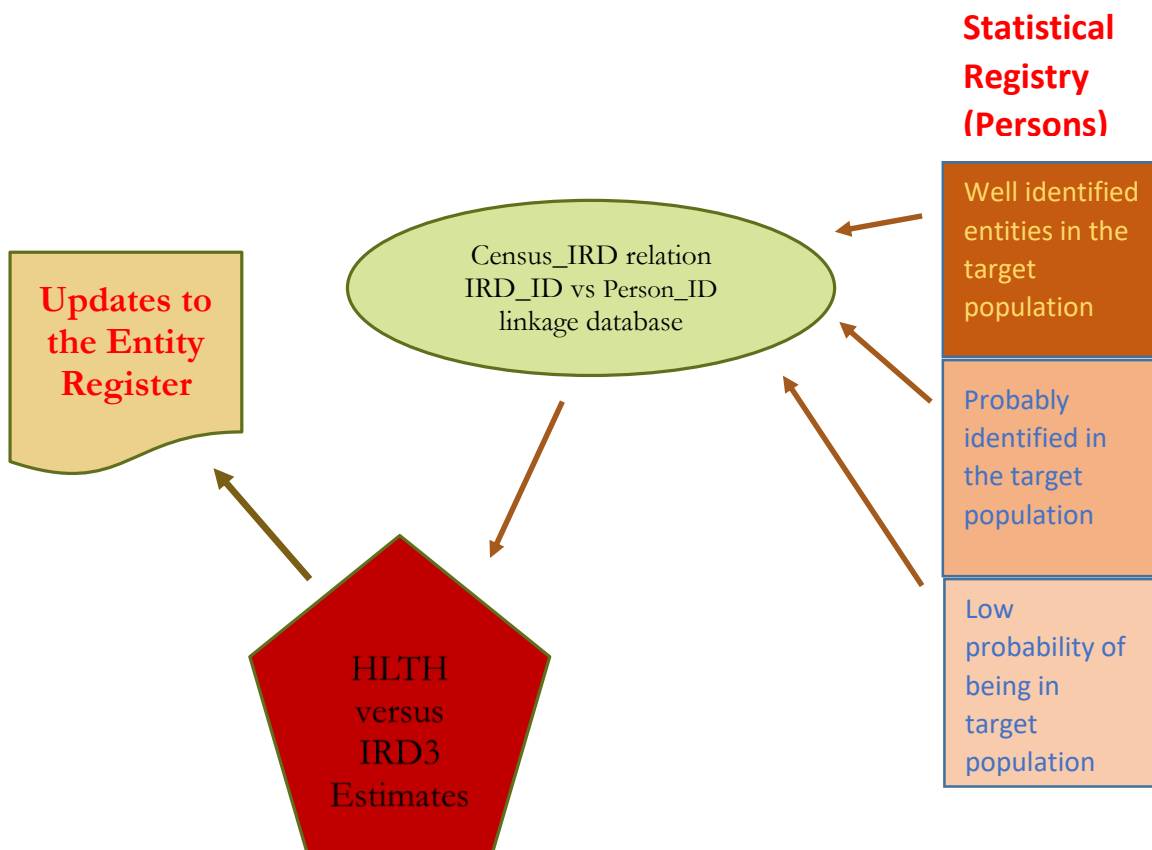 Statistical
Registry
(Persons)
Well identified
entities in the
target
population
Census_IRD relation
IRD_ID vs Person_ID
linkage database
Updates to
the Entity
Register
Probably
identified in
the target
population
Low
probability of
being in
target
population
HLTH
versus
IRD3
Estimates